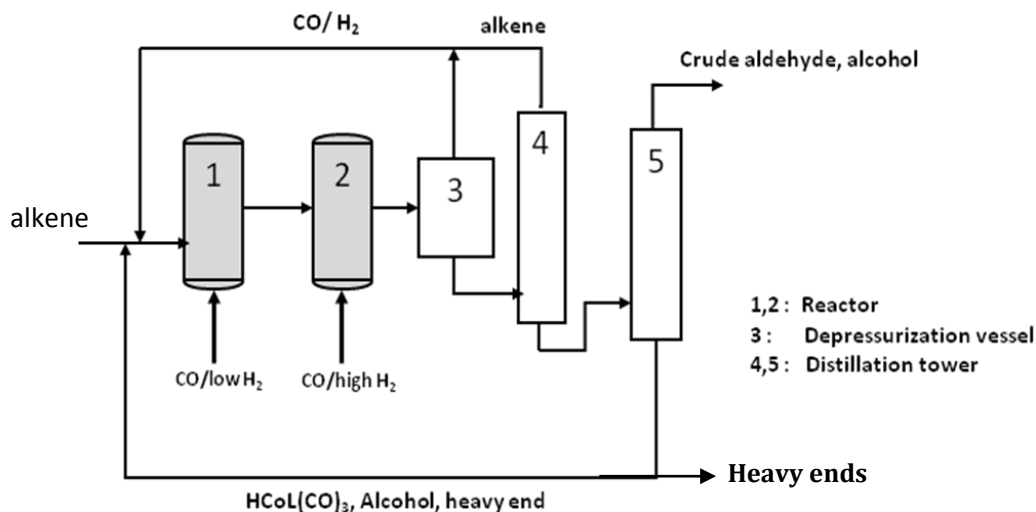 CO/ H₂
alkene
Crude aldehyde, alcohol
1
2
3
4
5
alkene
CO/low H₂
CO/high H₂
1,2 : Reactor
3 : Depressurization vessel
4,5 : Distillation tower
Heavy ends
HCoL(CO)₃, Alcohol, heavy end